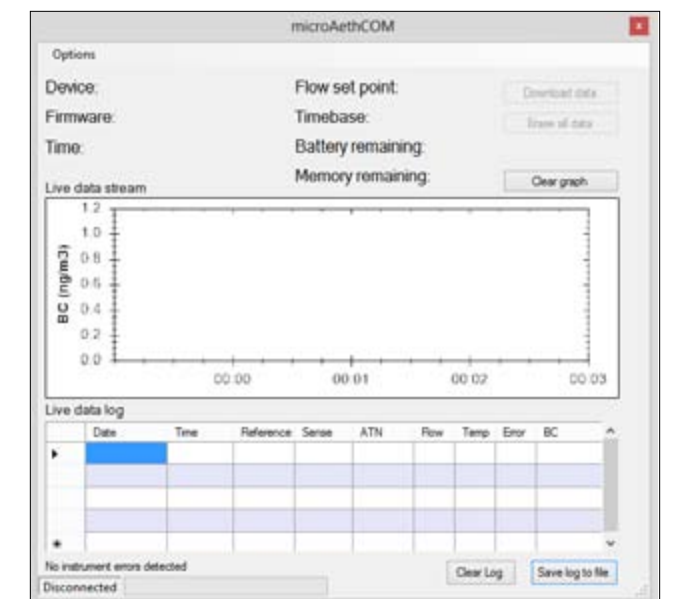 microAethCOM
x
Options
Device:
Flow set point:
Download data
Firmware:
Timebase:
Erase all data
Time:
Battery remaining:
Memory remaining:
Clear graph
Live data stream
BC (ng/m3)
1.2
1.0
0.8
0.6
0.4
0.2
0.0
00:00 00:01 00:02 00:03
Live data log
Date Time Reference Sense ATN Flow Temp Error BC
*
No instrument errors detected
Clear Log
Save log to file
Disconnected